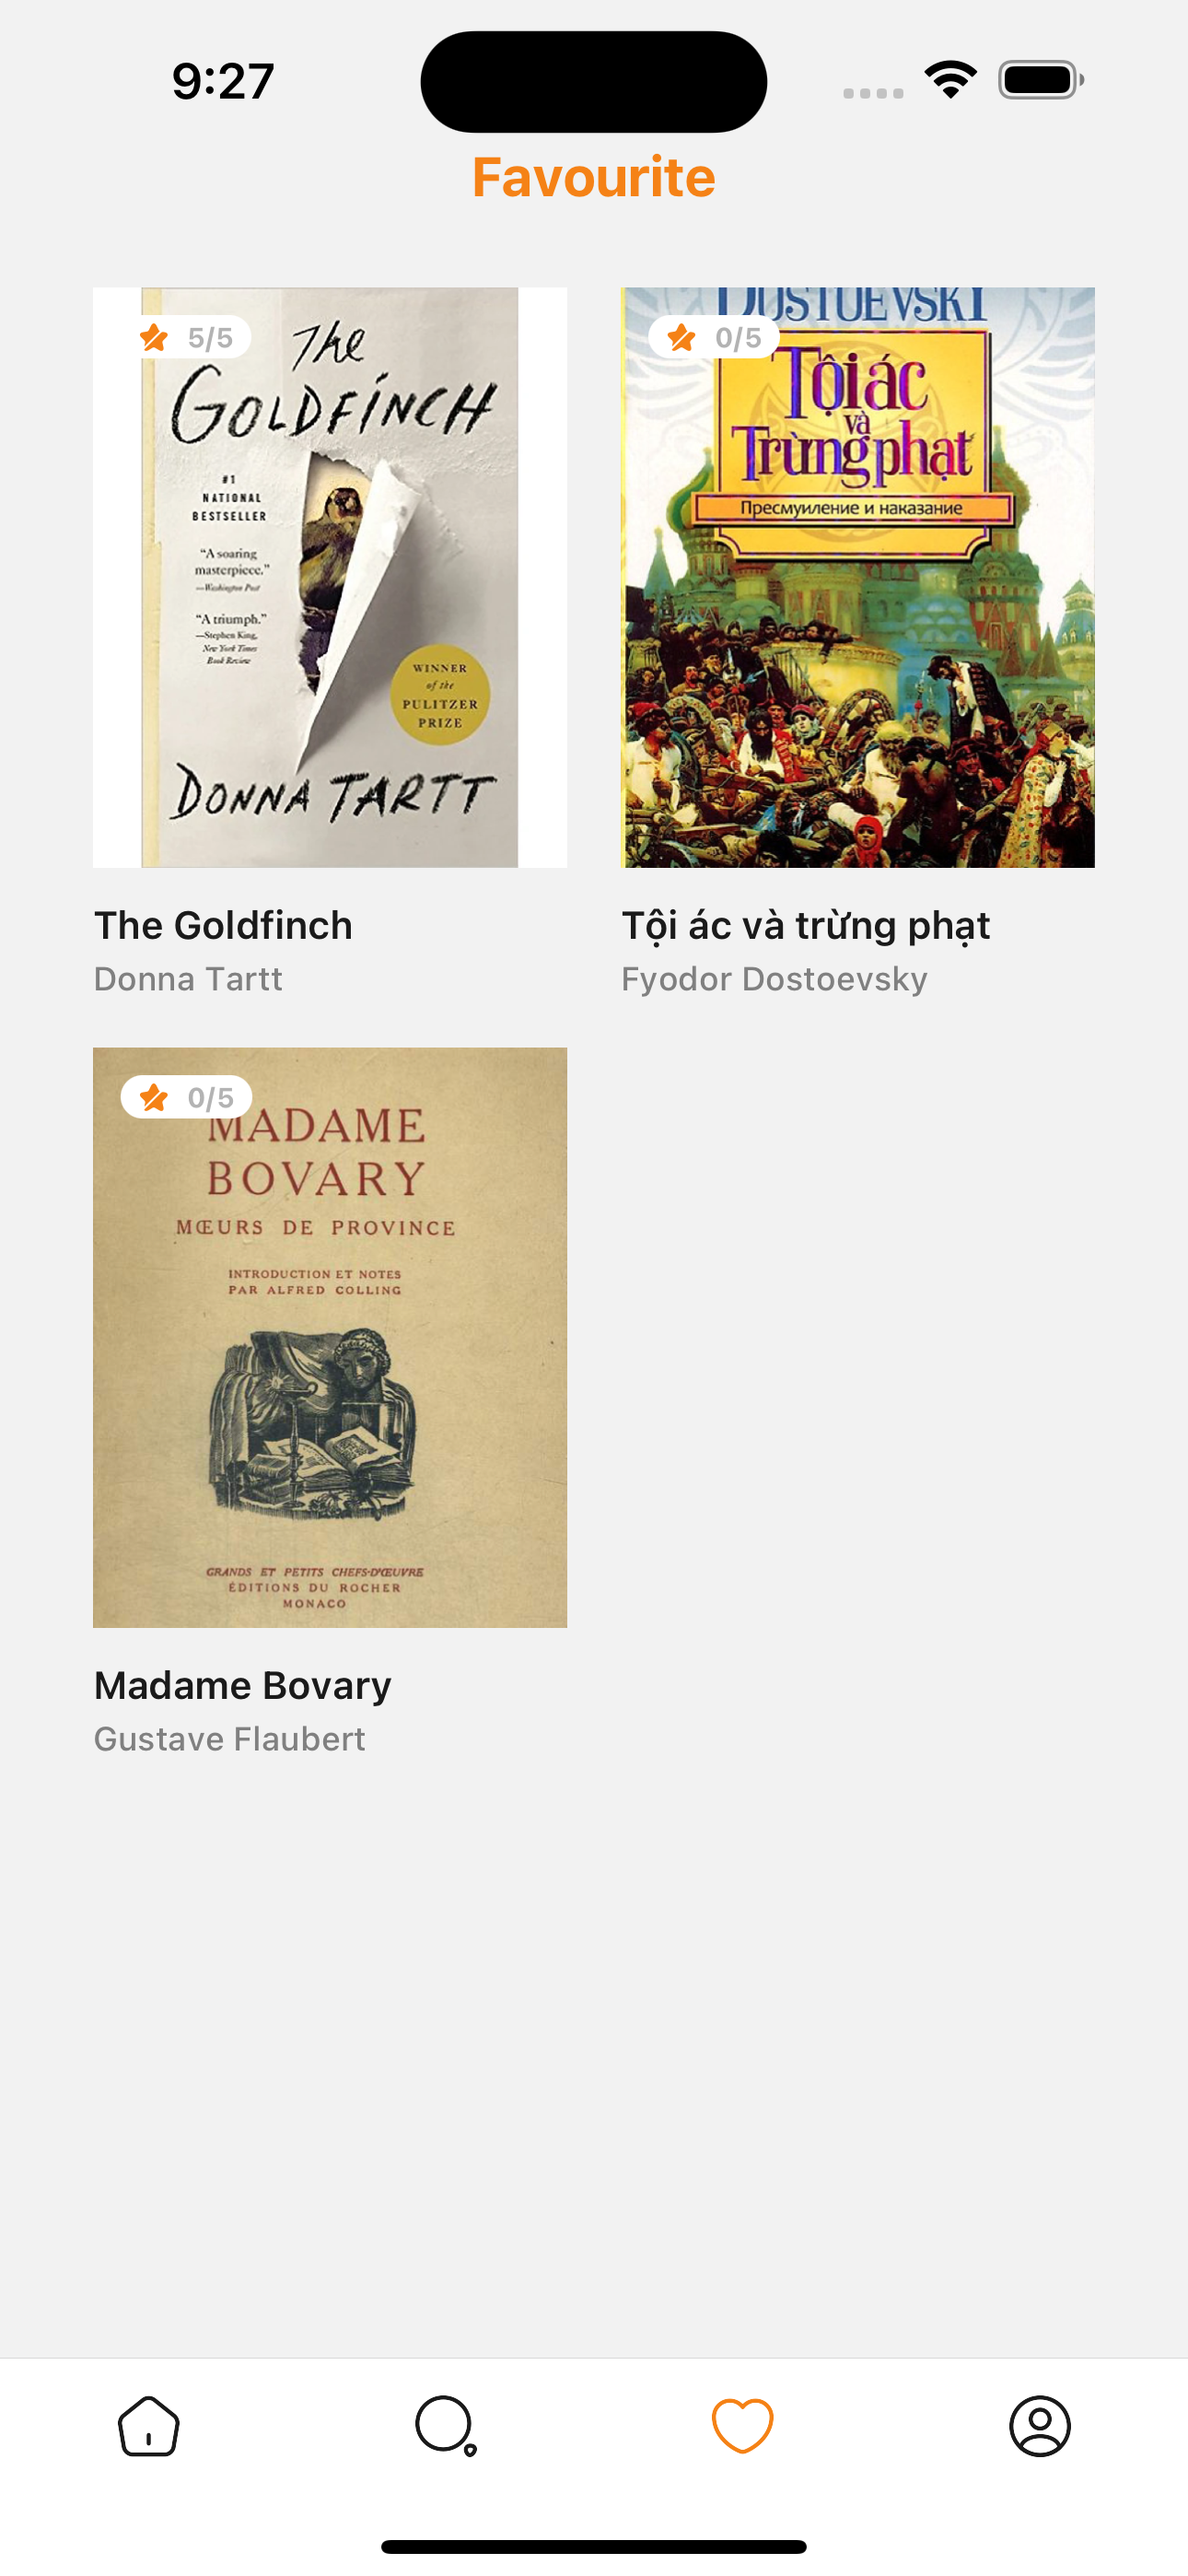 9:27
Favourite
5/5
The
GOLDFINCH
#1
NATIONAL
BESTSELLER
“A soaring
masterpiece.”
—Washington Post
“A triumph.”
—Stephen King,
New York Times
Book Review
WINNER
of the
PULITZER
PRIZE
DONNA TARTT
The Goldfinch
Donna Tartt
DOSTOEVSKY
0/5
Tội ác
và
Trừng phạt
Пресмуиление и наказание
Tội ác và trừng phạt
Fyodor Dostoevsky
0/5
MADAME
BOVARY
MŒURS DE PROVINCE
INTRODUCTION ET NOTES
PAR ALFRED COLLING
GRANDS ET PETITS CHEFS-D'ŒUVRE
ÉDITIONS DU ROCHER
MONACO
Madame Bovary
Gustave Flaubert